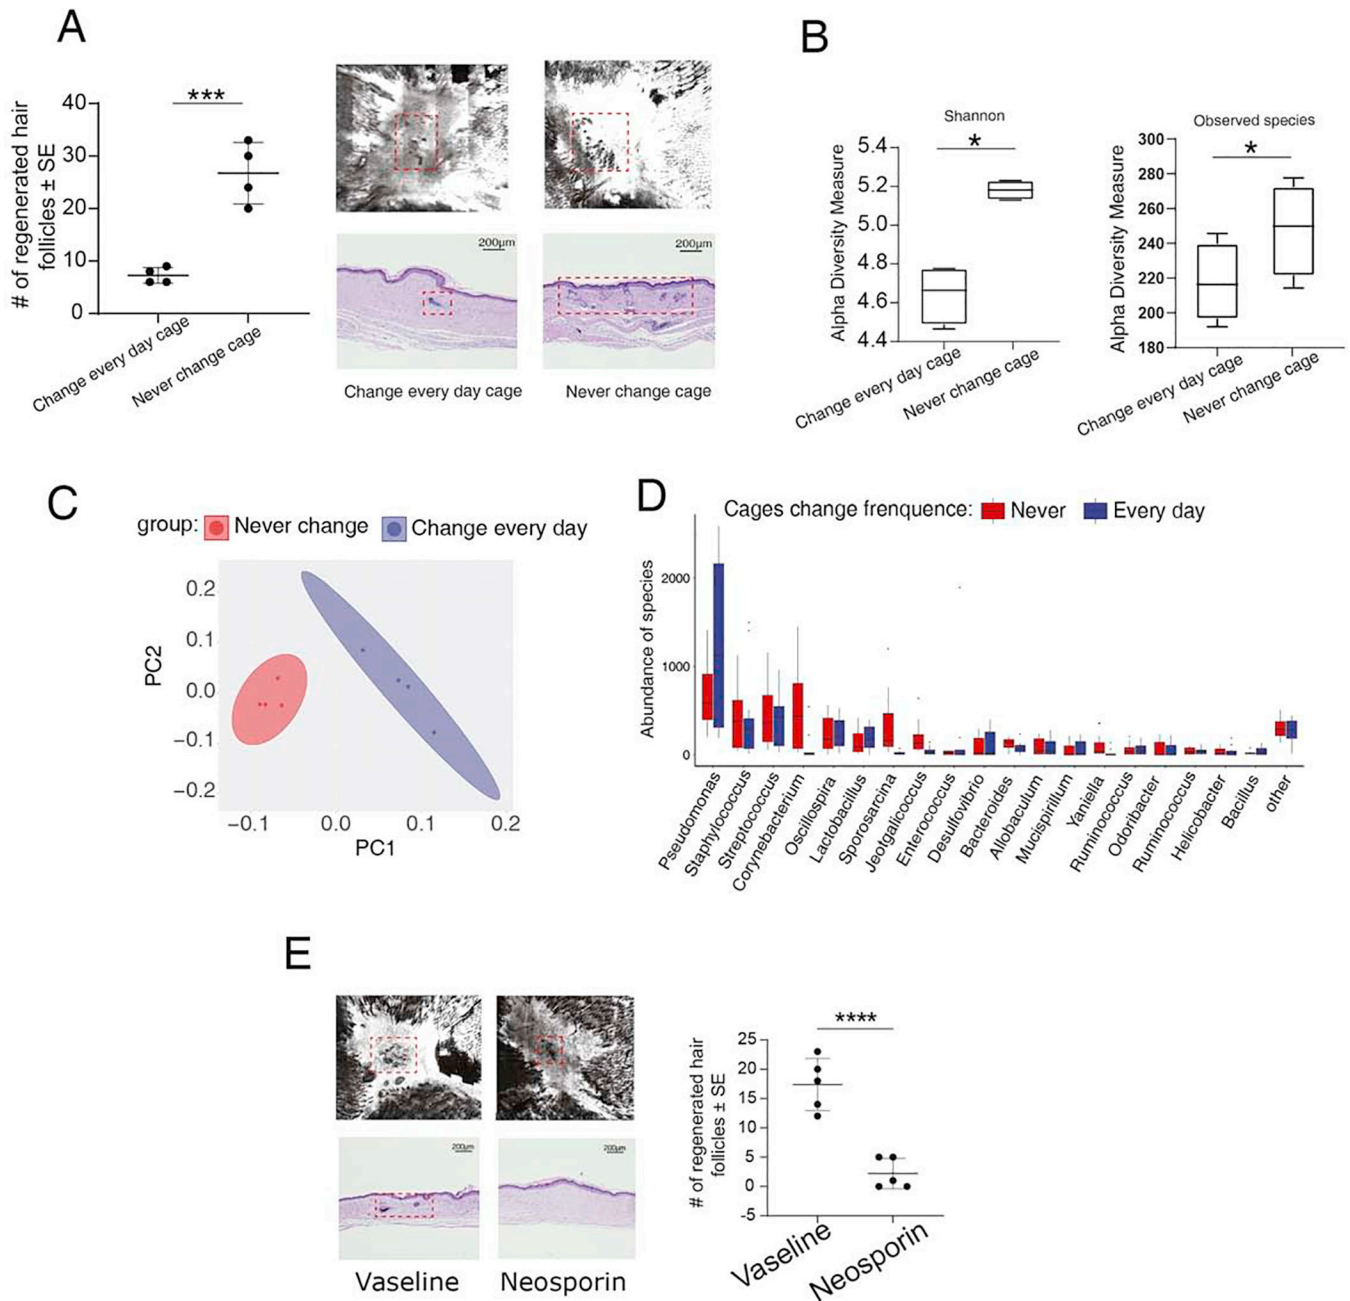 A
# of regenerated hair
follicles ± SE
40
30
20
10
0
***
Change every day cage
Never change cage
200µm
200µm
Change every day cage
Never change cage
B
Shannon
Alpha Diversity Measure
5.4
5.2
5.0
4.8
4.6
4.4
*
Change every day cage
Never change cage
Observed species
Alpha Diversity Measure
300
280
260
240
220
200
180
*
Change every day cage
Never change cage
C
group: Never change Change every day
PC2
0.2
0.1
0.0
−0.1
−0.2
−0.1 0.0 0.1 0.2
PC1
D
Cages change frenquence: Never Every day
Abundance of species
2000
1000
0
Pseudomonas
Staphylococcus
Streptococcus
Corynebacterium
Oscillospira
Lactobacillus
Sporosarcina
Jeotgalicoccus
Enterococcus
Desulfovibrio
Bacteroides
Allobaculum
Mucispirillum
Yaniella
Ruminococcus
Odoribacter
Ruminococcus
Helicobacter
Bacillus
other
E
200µm
200µm
Vaseline
Neosporin
# of regenerated hair
follicles ± SE
25
20
15
10
5
0
-5
****
Vaseline
Neosporin